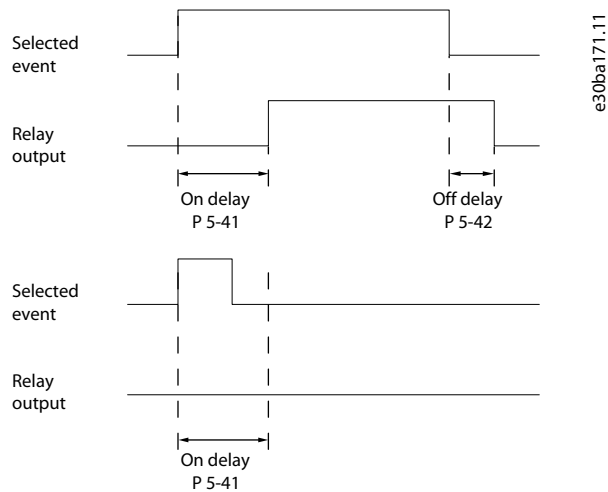 Selected
event
Relay
output
On delay
P 5-41
Off delay
P 5-42
Selected
event
Relay
output
On delay
P 5-41
e30ba171.11